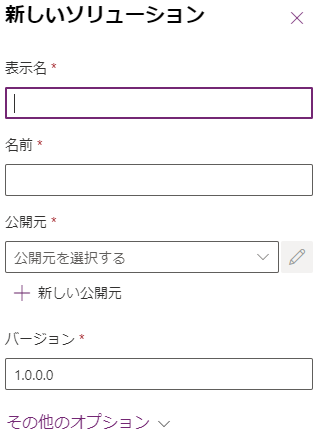 新しいソリューション
表示名 *
名前 *
公開元 *
公開元を選択する
新しい公開元
バージョン *
1.0.0.0
その他のオプション